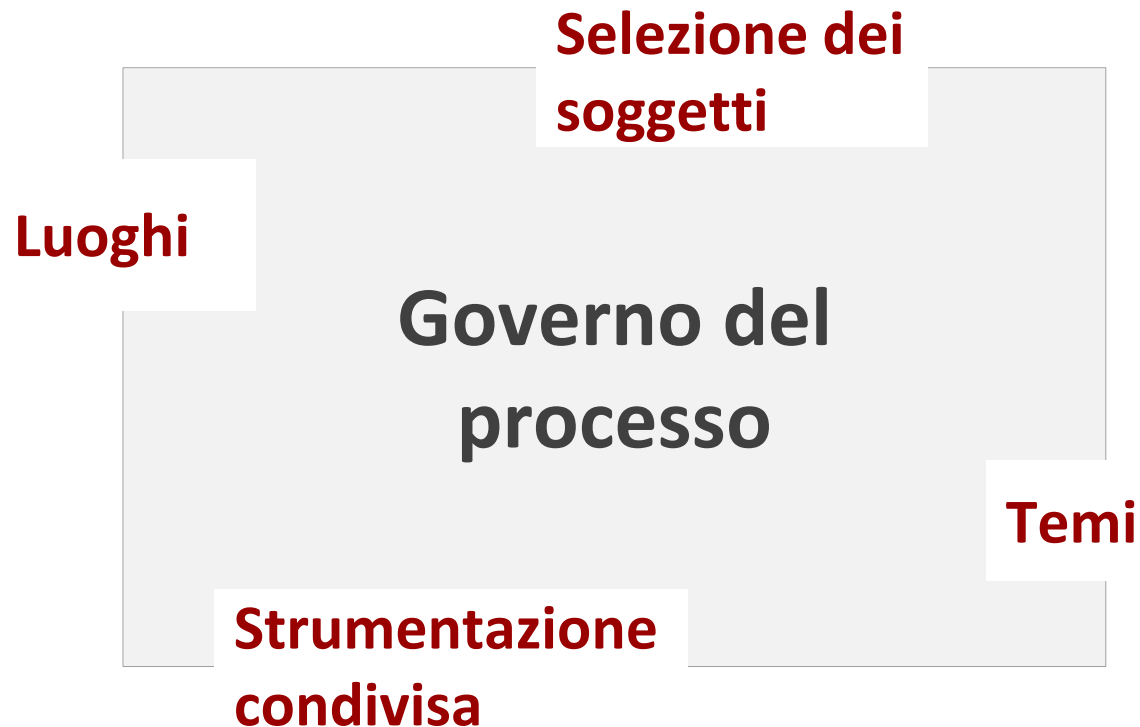 Selezione dei
soggetti
Luoghi
Governo del
processo
Temi
Strumentazione
condivisa